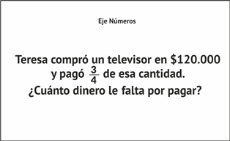 Eje Números
Teresa compró un televisor en $120.000
y pagó 3/4 de esa cantidad.
¿Cuánto dinero le falta por pagar?